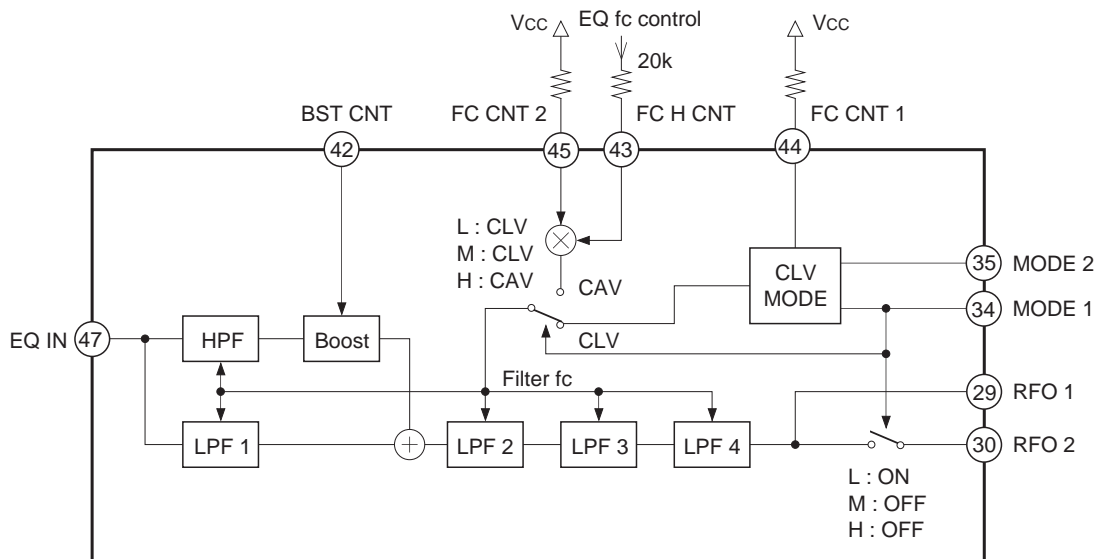 VCC
EQ fc control
VCC
20k
BST CNT
FC CNT 2
FC H CNT
FC CNT 1
42
45
43
44
L : CLV
M : CLV
H : CAV
CAV
CLV
CLV
MODE
35
MODE 2
34
MODE 1
EQ IN
47
HPF
Boost
Filter fc
29
RFO 1
LPF 1
LPF 2
LPF 3
LPF 4
30
RFO 2
L : ON
M : OFF
H : OFF